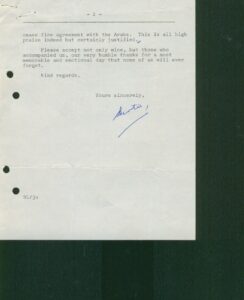 - 2 -
cease fire agreement with the Arabs. This is all high
praise indeed but certainly justified.
Please accept not only mine, but those who
accompanied us, our very humble thanks for a most
memorable and emotional day that none of us will ever
forget.
Kind regards.
Yours sincerely,